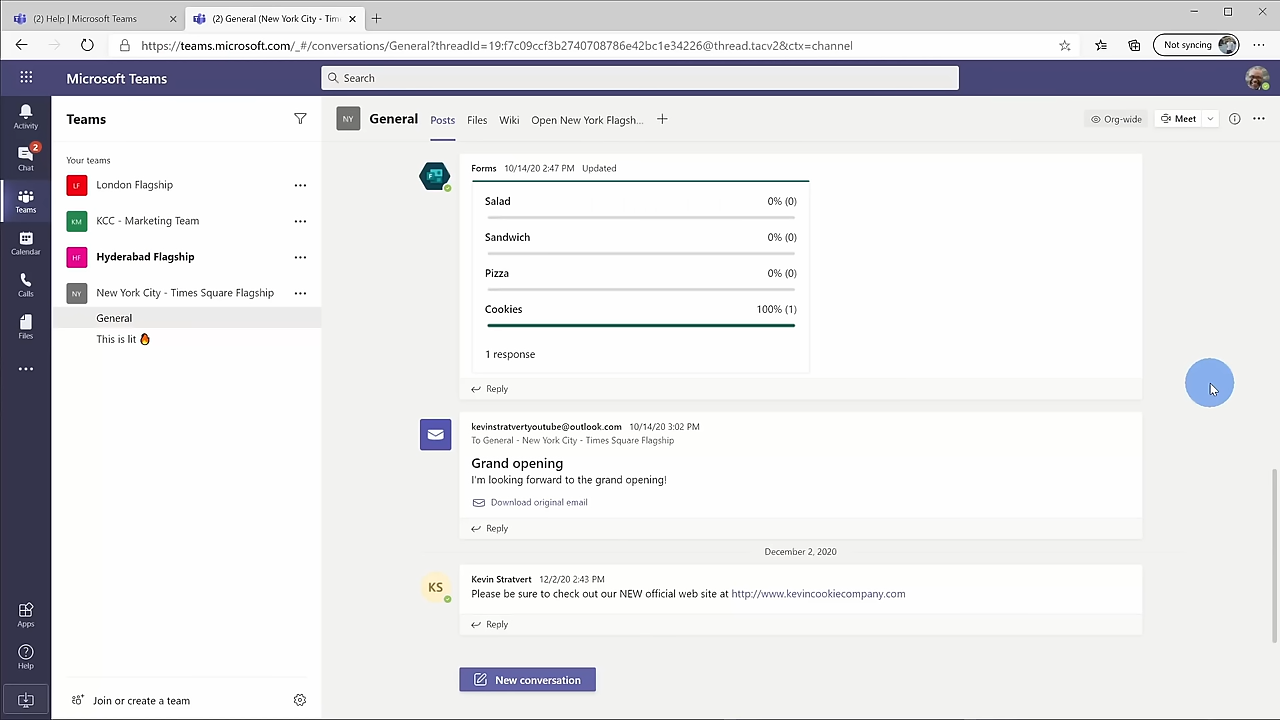 (2) Help | Microsoft Teams
(2) General (New York City - Tim
https://teams.microsoft.com/_#/conversations/General?threadId=19:f7c09ccf3b2740708786e42bc1e34226@thread.tacv2&ctx=channel
Not syncing
Microsoft Teams
Search
Activity
Chat
2
Teams
Calendar
Calls
Files
Apps
Help
Teams
Your teams
LF London Flagship
KM KCC - Marketing Team
HF Hyderabad Flagship
NY New York City - Times Square Flagship
General
This is lit 🔥
Join or create a team
NY General Posts Files Wiki Open New York Flagsh...
Org-wide Meet
Forms 10/14/20 2:47 PM Updated
Salad 0% (0)
Sandwich 0% (0)
Pizza 0% (0)
Cookies 100% (1)
1 response
Reply
kevinstratvertyoutube@outlook.com 10/14/20 3:02 PM
To General - New York City - Times Square Flagship
Grand opening
I'm looking forward to the grand opening!
Download original email
Reply
December 2, 2020
KS Kevin Stratvert 12/2/20 2:43 PM
Please be sure to check out our NEW official web site at http://www.kevincookiecompany.com
Reply
New conversation